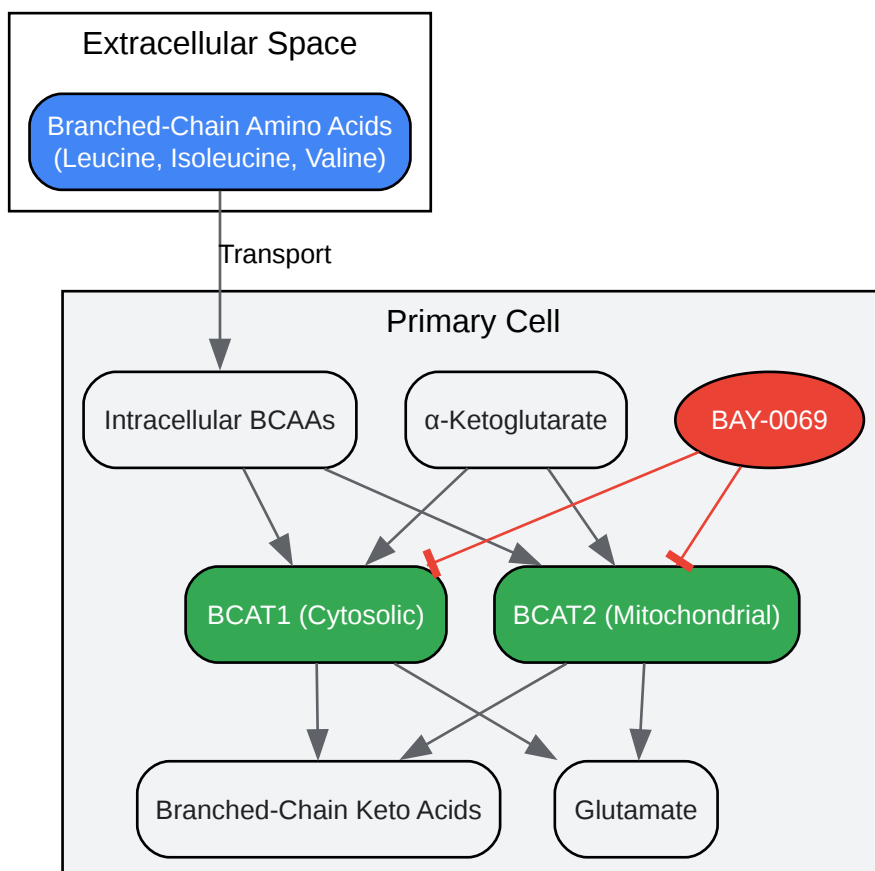 Extracellular Space
Branched-Chain Amino Acids
(Leucine, Isoleucine, Valine)
Transport
Primary Cell
Intracellular BCAAs
α-Ketoglutarate
BAY-0069
BCAT1 (Cytosolic)
BCAT2 (Mitochondrial)
Branched-Chain Keto Acids
Glutamate